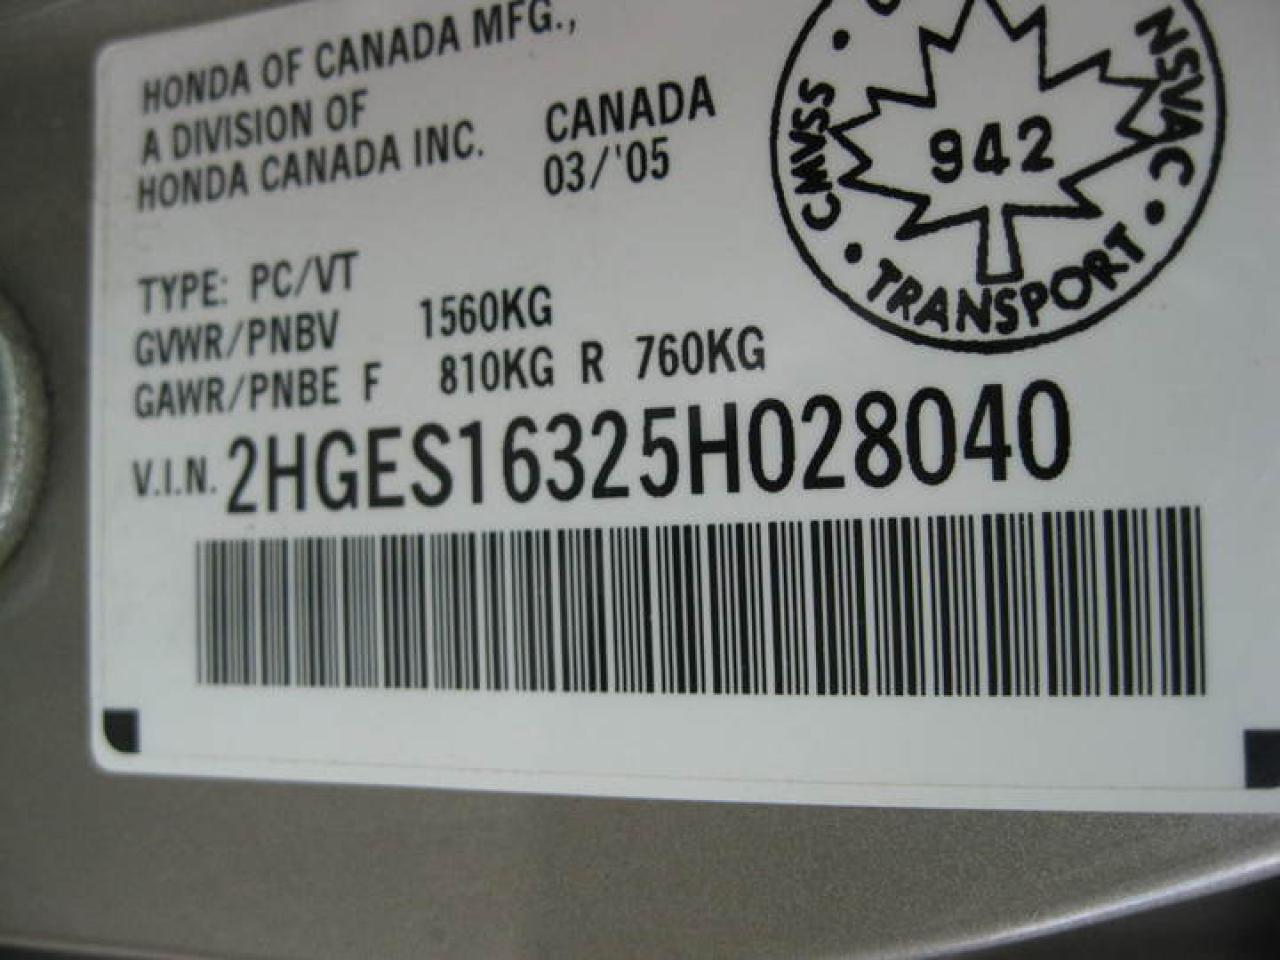 HONDA OF CANADA MFG.,
A DIVISION OF
HONDA CANADA INC.
CANADA
03/'05
CMVSS • TRANSPORT • NSVAC
942
TYPE: PC/VT
GVWR/PNBV 1560KG
GAWR/PNBE F 810KG R 760KG
V.I.N. 2HGES16325H028040